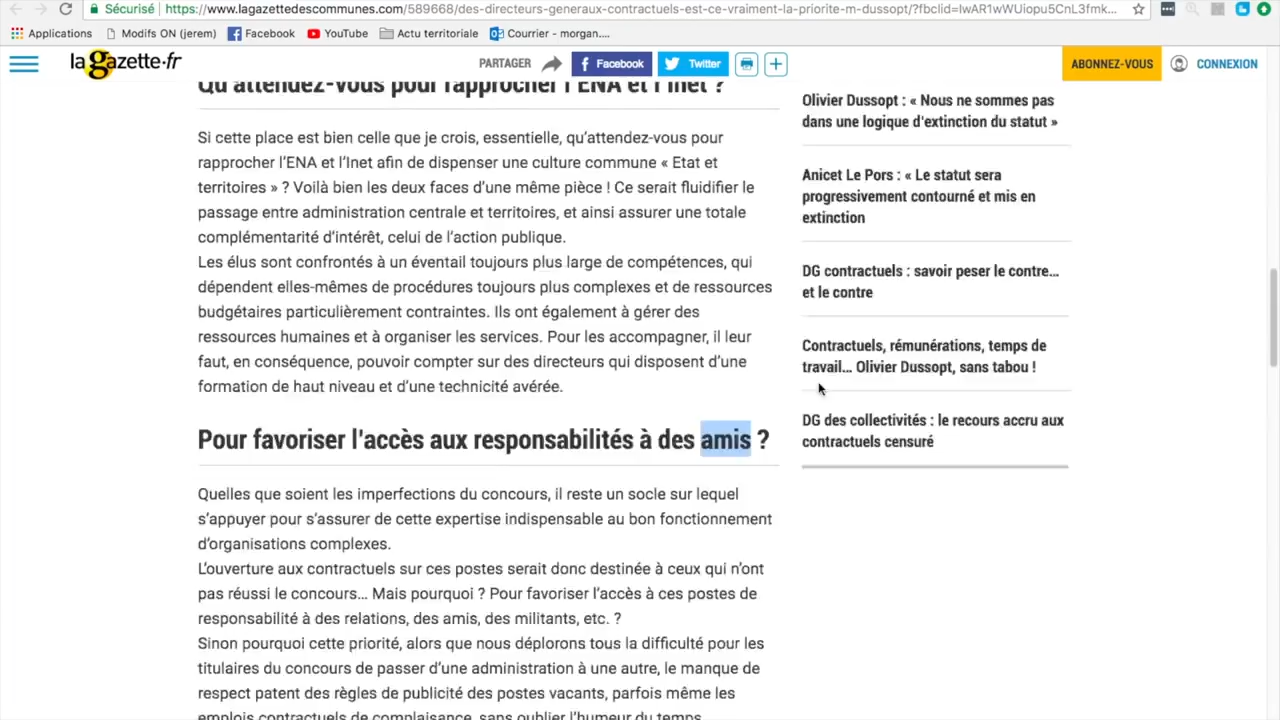 Sécurisé | https://www.lagazettedescommunes.com/589668/des-directeurs-generaux-contractuels-est-ce-vraiment-la-priorite-m-dussopt/?fbclid=IwAR1wWUiopu5CnL3fmk...
Applications Modifs ON (jerem) Facebook YouTube Actu territoriale Courrier - morgan....
la gazette.fr PARTAGER Facebook Twitter ABONNEZ-VOUS CONNEXION
Qu'attendez-vous pour rapprocher l'ENA et l'Inet ?
Si cette place est bien celle que je crois, essentielle, qu'attendez-vous pour
rapprocher l'ENA et l'Inet afin de dispenser une culture commune « Etat et
territoires » ? Voilà bien les deux faces d'une même pièce ! Ce serait fluidifier le
passage entre administration centrale et territoires, et ainsi assurer une totale
complémentarité d'intérêt, celui de l'action publique.
Les élus sont confrontés à un éventail toujours plus large de compétences, qui
dépendent elles-mêmes de procédures toujours plus complexes et de ressources
budgétaires particulièrement contraintes. Ils ont également à gérer des
ressources humaines et à organiser les services. Pour les accompagner, il leur
faut, en conséquence, pouvoir compter sur des directeurs qui disposent d'une
formation de haut niveau et d'une technicité avérée.
Pour favoriser l'accès aux responsabilités à des amis ?
Quelles que soient les imperfections du concours, il reste un socle sur lequel
s'appuyer pour s'assurer de cette expertise indispensable au bon fonctionnement
d'organisations complexes.
L'ouverture aux contractuels sur ces postes serait donc destinée à ceux qui n'ont
pas réussi le concours... Mais pourquoi ? Pour favoriser l'accès à ces postes de
responsabilité à des relations, des amis, des militants, etc. ?
Sinon pourquoi cette priorité, alors que nous déplorons tous la difficulté pour les
titulaires du concours de passer d'une administration à une autre, le manque de
respect patent des règles de publicité des postes vacants, parfois même les
emplois contractuels de complaisance, sans oublier l'humeur du temps
Olivier Dussopt : « Nous ne sommes pas
dans une logique d'extinction du statut »
Anicet Le Pors : « Le statut sera
progressivement contourné et mis en
extinction
DG contractuels : savoir peser le contre...
et le contre
Contractuels, rémunérations, temps de
travail... Olivier Dussopt, sans tabou !
DG des collectivités : le recours accru aux
contractuels censuré